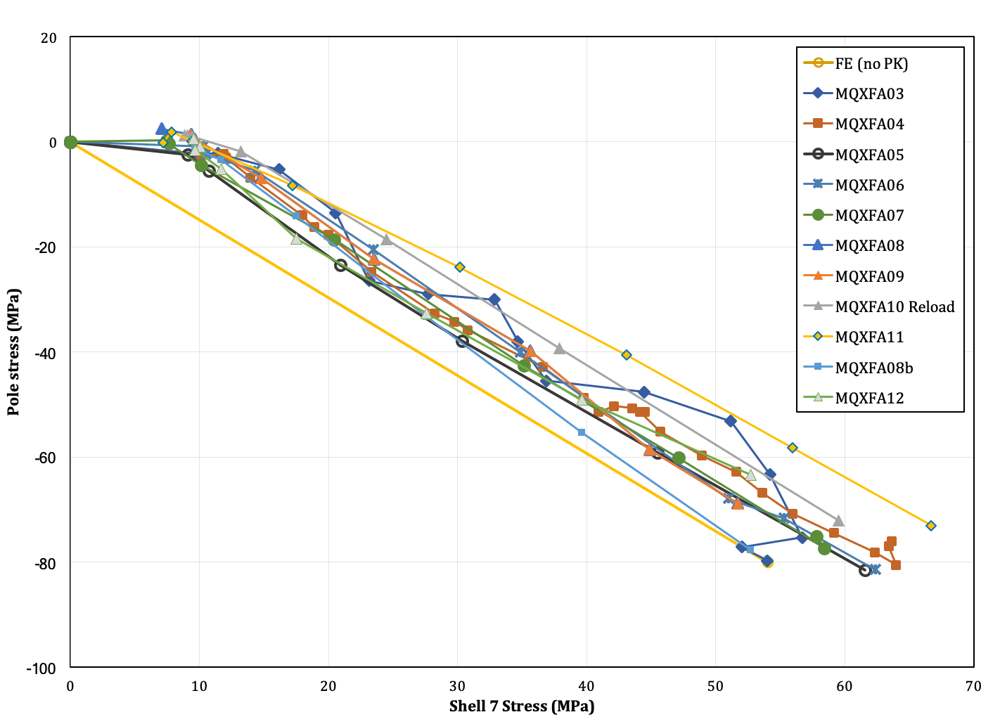 20
0
-20
-40
-60
-80
-100
Pole stress (MPa)
0 10 20 30 40 50 60 70
Shell 7 Stress (MPa)
FE (no PK)
MQXFA03
MQXFA04
MQXFA05
MQXFA06
MQXFA07
MQXFA08
MQXFA09
MQXFA10 Reload
MQXFA11
MQXFA08b
MQXFA12